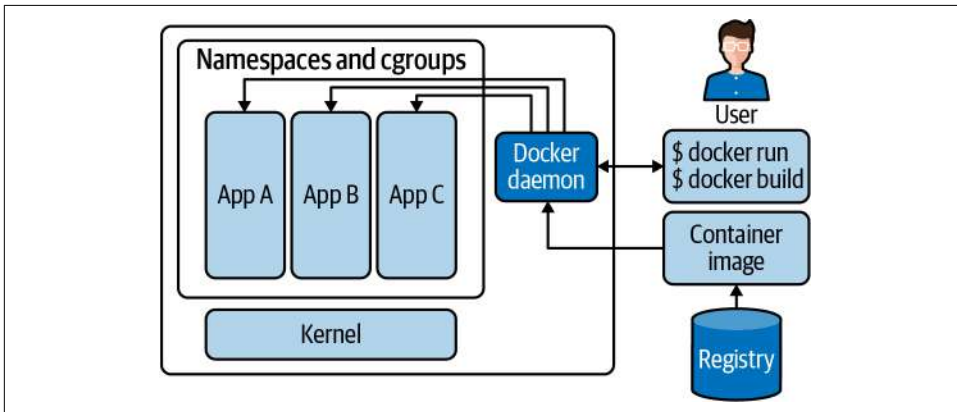 Namespaces and cgroups
App A
App B
App C
Kernel
Docker
daemon
User
$ docker run
$ docker build
Container
image
Registry